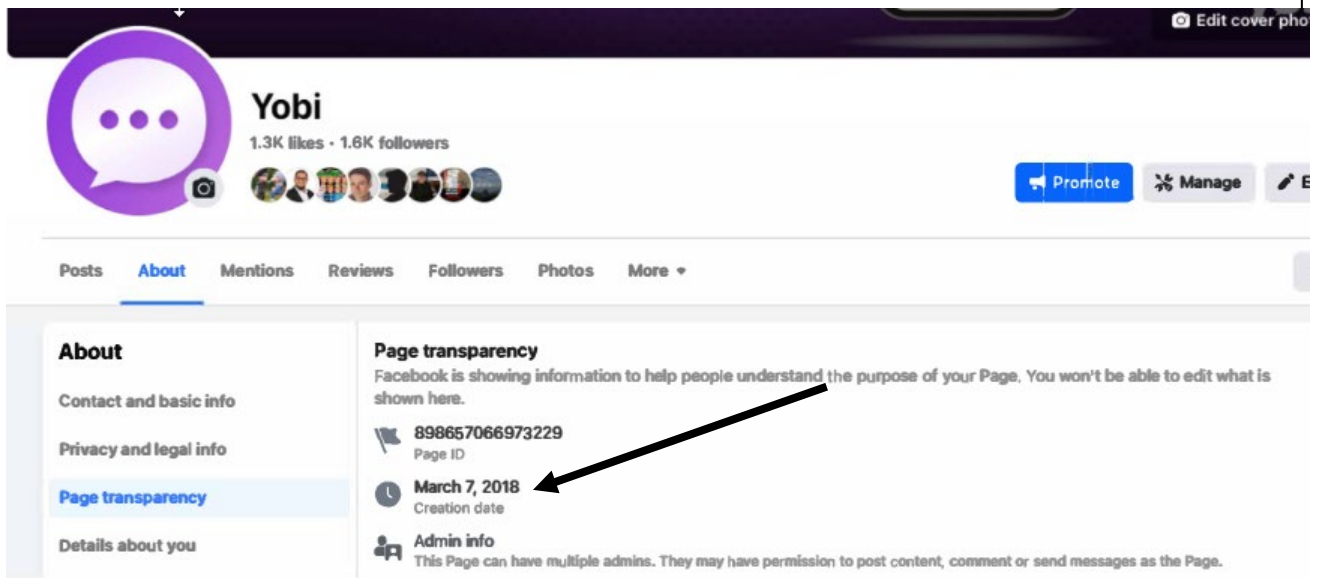 Edit cover pho
Yobi
1.3K likes · 1.6K followers
Promote
Manage
E
Posts About Mentions Reviews Followers Photos More
About
Contact and basic info
Privacy and legal info
Page transparency
Details about you
Page transparency
Facebook is showing information to help people understand the purpose of your Page. You won't be able to edit what is
shown here.
898657066973229
Page ID
March 7, 2018
Creation date
Admin info
This Page can have multiple admins. They may have permission to post content, comment or send messages as the Page.